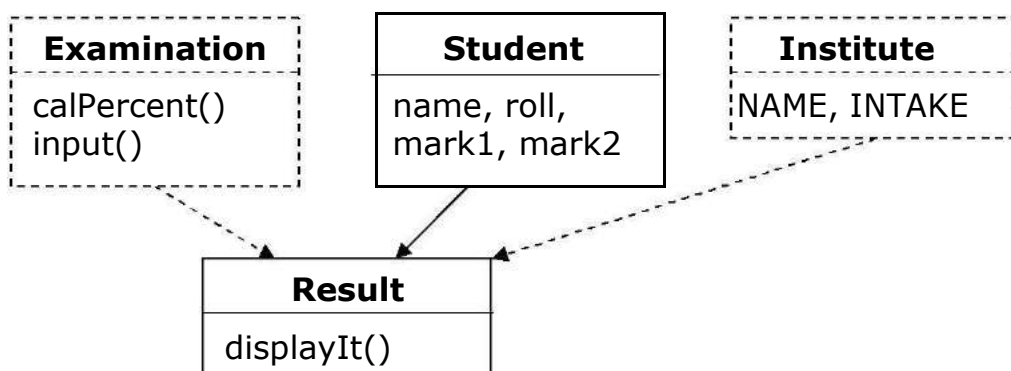 Examination
calPercent()
input()
Student
name, roll,
mark1, mark2
Institute
NAME, INTAKE
Result
displayIt()